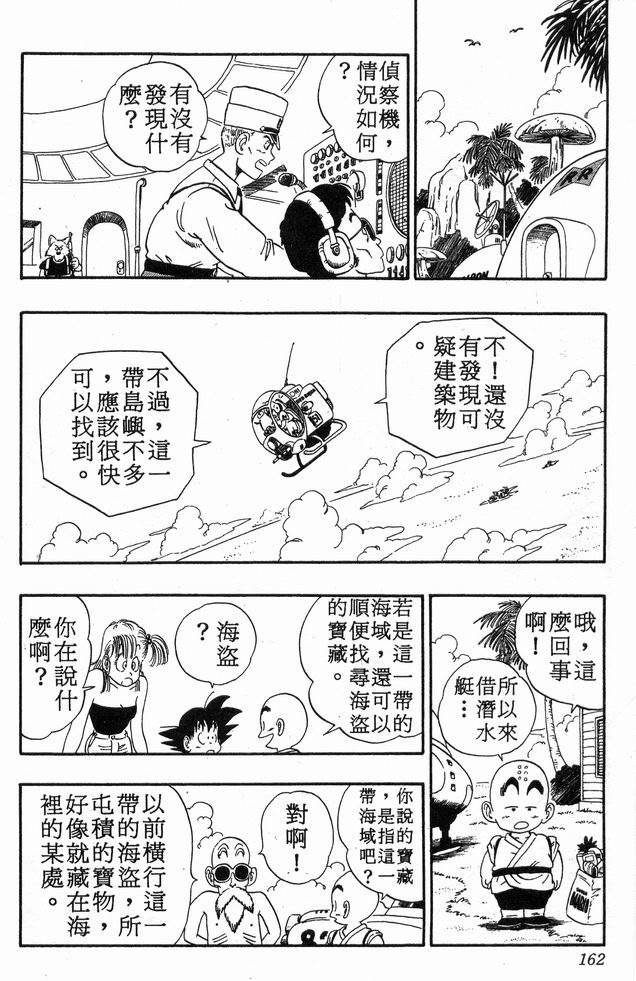 RR
偵察機，
情況如何
？
有沒有
發現什
麼？
不！還沒
有發現可
疑建築物
。
不過，這一
帶島嶼不多
，應該很快
可以找到。
哦，這
麼回事
啊！
所以來
借潛水
艇…
若是這一帶的
海域，還可以
順便找尋海盜
的寶藏。
海盜
？
你在說什
麼啊？
你說的寶藏
，是指這一
帶海域吧？
對啊！
以前橫行這一
帶的海盜，所
屯積的寶物，
好像就藏在海
裡的某處。
162